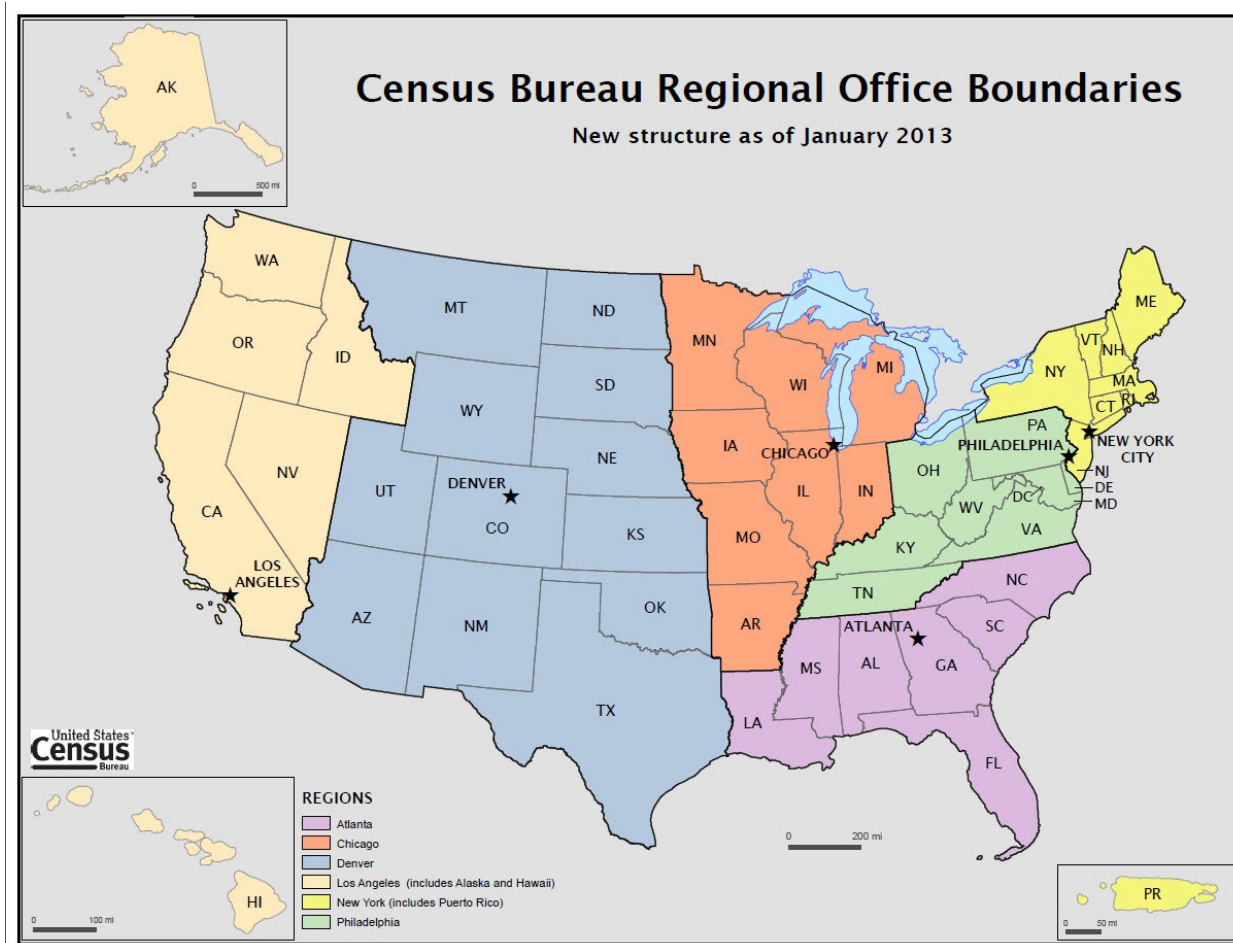 AK
0 500 mi
Census Bureau Regional Office Boundaries
New structure as of January 2013
WA
MT
ND
ME
OR
ID
MN
VT
NH
SD
WI
MI
NY
MA
WY
CT
RI
PA
IA
NE
CHICAGO
PHILADELPHIA
NEW YORK
CITY
NV
UT
DENVER
OH
NJ
DE
MD
IL
IN
WV
DC
CA
CO
KS
MO
KY
VA
LOS
ANGELES
TN
NC
AZ
NM
OK
AR
ATLANTA
SC
MS
AL
GA
TX
LA
FL
United States™
Census
Bureau
HI
0 100 mi
REGIONS
Atlanta
Chicago
Denver
Los Angeles (includes Alaska and Hawaii)
New York (includes Puerto Rico)
Philadelphia
0 200 mi
PR
0 50 mi